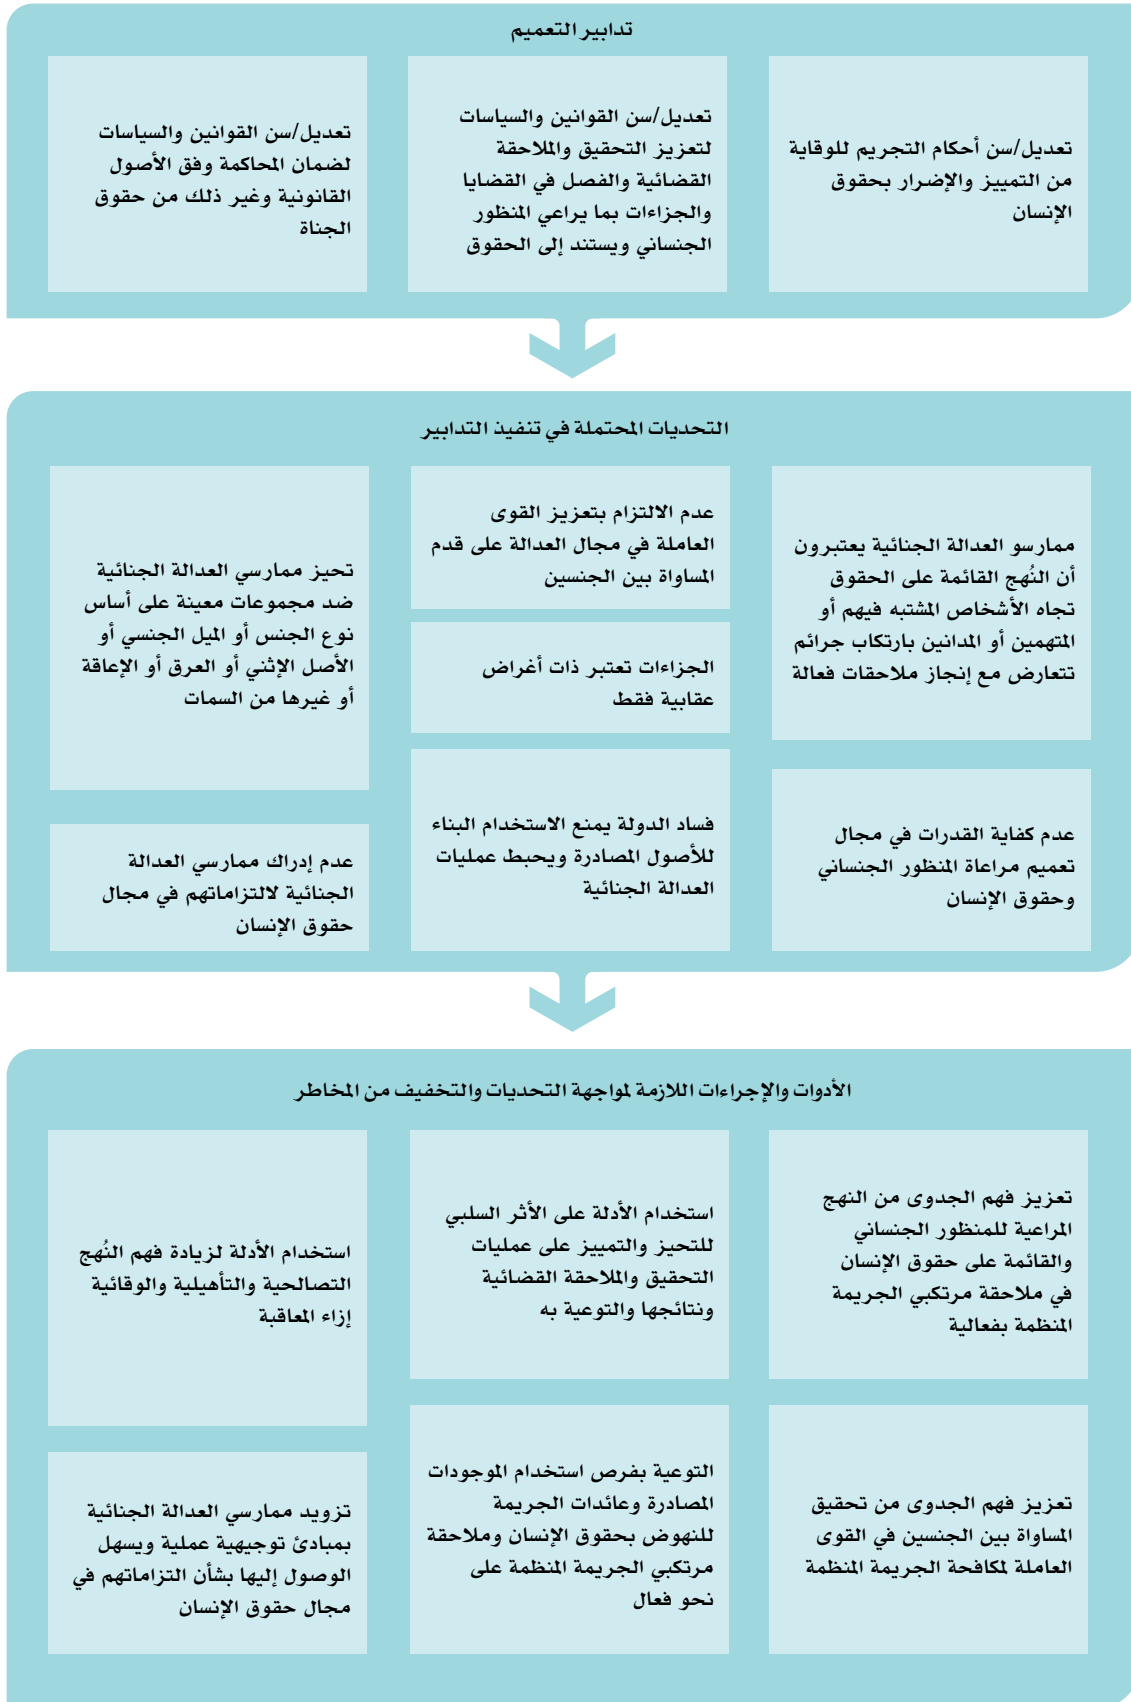 تدابير التعميم
تعديل/سن أحكام التجريم للوقاية
من التمييز والإضرار بحقوق
الإنسان
تعديل/سن القوانين والسياسات
لتعزيز التحقيق والملاحقة
القضائية والفصل في القضايا
والجزاءات بما يراعي المنظور
الجنساني ويستند إلى الحقوق
تعديل/سن القوانين والسياسات
لضمان المحاكمة وفق الأصول
القانونية وغير ذلك من حقوق
الجناة
التحديات المحتملة في تنفيذ التدابير
ممارسو العدالة الجنائية يعتبرون
أن النُهج القائمة على الحقوق
تجاه الأشخاص المشتبه فيهم أو
المتهمين أو المدانين بارتكاب جرائم
تتعارض مع إنجاز ملاحقات فعالة
عدم كفاية القدرات في مجال
تعميم مراعاة المنظور الجنساني
وحقوق الإنسان
عدم الالتزام بتعزيز القوى
العاملة في مجال العدالة على قدم
المساواة بين الجنسين
الجزاءات تعتبر ذات أغراض
عقابية فقط
فساد الدولة يمنع الاستخدام البناء
للأصول المصادرة ويحبط عمليات
العدالة الجنائية
تحيز ممارسي العدالة الجنائية
ضد مجموعات معينة على أساس
نوع الجنس أو الميل الجنسي أو
الأصل الإثني أو العرق أو الإعاقة
أو غيرها من السمات
عدم إدراك ممارسي العدالة
الجنائية لالتزاماتهم في مجال
حقوق الإنسان
الأدوات والإجراءات اللازمة لمواجهة التحديات والتخفيف من المخاطر
تعزيز فهم الجدوى من النهج
المراعية للمنظور الجنساني
والقائمة على حقوق الإنسان
في ملاحقة مرتكبي الجريمة
المنظمة بفعالية
تعزيز فهم الجدوى من تحقيق
المساواة بين الجنسين في القوى
العاملة لمكافحة الجريمة المنظمة
استخدام الأدلة على الأثر السلبي
للتحيز والتمييز على عمليات
التحقيق والملاحقة القضائية
ونتائجها والتوعية به
التوعية بفرص استخدام الموجودات
المصادرة وعائدات الجريمة
للنهوض بحقوق الإنسان وملاحقة
مرتكبي الجريمة المنظمة على
نحو فعال
استخدام الأدلة لزيادة فهم النُهج
التصالحية والتأهيلية والوقائية
إزاء المعاقبة
تزويد ممارسي العدالة الجنائية
بمبادئ توجيهية عملية ويسهل
الوصول إليها بشأن التزاماتهم في
مجال حقوق الإنسان